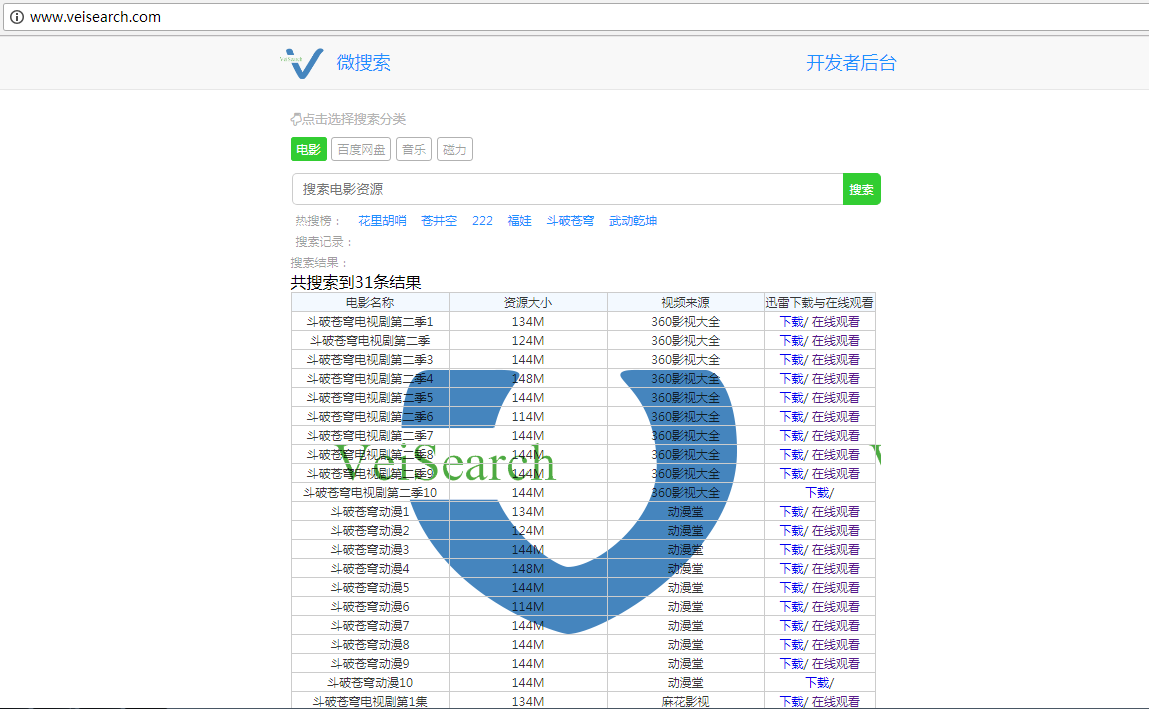 www.veisearch.com
VeiSearch 微搜索 开发者后台
点击选择搜索分类
电影 百度网盘 音乐 磁力
搜索电影资源 搜索
热搜榜： 花里胡哨 苍井空 222 福娃 斗破苍穹 武动乾坤
搜索记录：
搜索结果：
共搜索到31条结果
电影名称 资源大小 视频来源 迅雷下载与在线观看
斗破苍穹电视剧第二季1 134M 360影视大全 下载/ 在线观看
斗破苍穹电视剧第二季 124M 360影视大全 下载/ 在线观看
斗破苍穹电视剧第二季3 144M 360影视大全 下载/ 在线观看
斗破苍穹电视剧第二季4 148M 360影视大全 下载/ 在线观看
斗破苍穹电视剧第二季5 144M 360影视大全 下载/ 在线观看
斗破苍穹电视剧第二季6 114M 360影视大全 下载/ 在线观看
斗破苍穹电视剧第二季7 144M 360影视大全 下载/ 在线观看
斗破苍穹电视剧第二季8 144M 360影视大全 下载/ 在线观看
VeiSearch
斗破苍穹电视剧第二季9 144M 360影视大全 下载/ 在线观看
斗破苍穹电视剧第二季10 144M 360影视大全 下载/
斗破苍穹动漫1 134M 动漫堂 下载/ 在线观看
斗破苍穹动漫2 124M 动漫堂 下载/ 在线观看
斗破苍穹动漫3 144M 动漫堂 下载/ 在线观看
斗破苍穹动漫4 148M 动漫堂 下载/ 在线观看
斗破苍穹动漫5 144M 动漫堂 下载/ 在线观看
斗破苍穹动漫6 114M 动漫堂 下载/ 在线观看
斗破苍穹动漫7 144M 动漫堂 下载/ 在线观看
斗破苍穹动漫8 144M 动漫堂 下载/ 在线观看
斗破苍穹动漫9 144M 动漫堂 下载/ 在线观看
斗破苍穹动漫10 144M 动漫堂 下载/
斗破苍穹电视剧第1集 134M 麻花影视 下载/ 在线观看